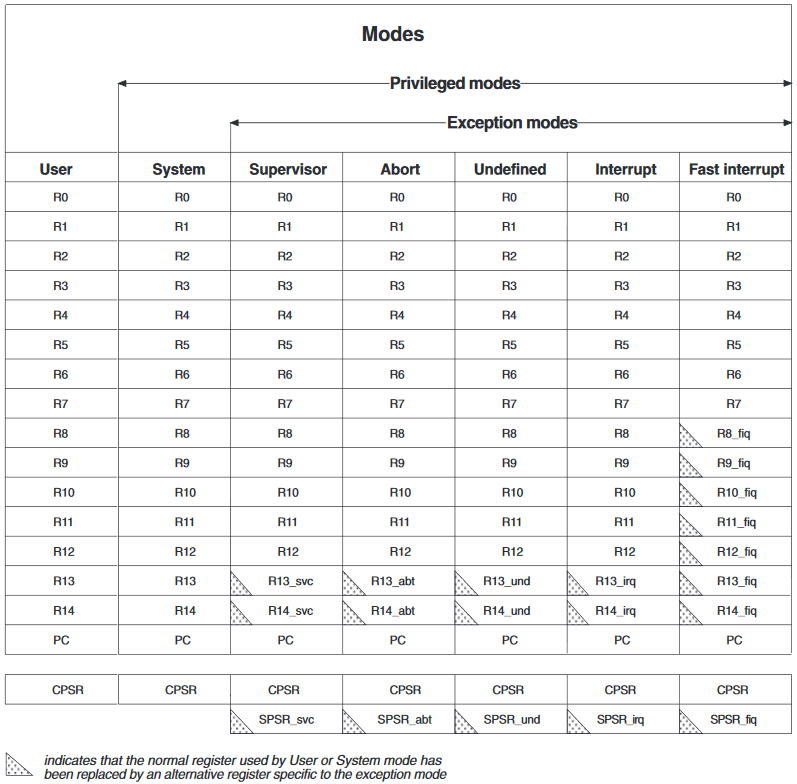 Modes
Privileged modes
Exception modes
User System Supervisor Abort Undefined Interrupt Fast interrupt
R0 R0 R0 R0 R0 R0 R0
R1 R1 R1 R1 R1 R1 R1
R2 R2 R2 R2 R2 R2 R2
R3 R3 R3 R3 R3 R3 R3
R4 R4 R4 R4 R4 R4 R4
R5 R5 R5 R5 R5 R5 R5
R6 R6 R6 R6 R6 R6 R6
R7 R7 R7 R7 R7 R7 R7
R8 R8 R8 R8 R8 R8 R8_fiq
R9 R9 R9 R9 R9 R9 R9_fiq
R10 R10 R10 R10 R10 R10 R10_fiq
R11 R11 R11 R11 R11 R11 R11_fiq
R12 R12 R12 R12 R12 R12 R12_fiq
R13 R13 R13_svc R13_abt R13_und R13_irq R13_fiq
R14 R14 R14_svc R14_abt R14_und R14_irq R14_fiq
PC PC PC PC PC PC PC
CPSR CPSR CPSR CPSR CPSR CPSR CPSR
SPSR_svc SPSR_abt SPSR_und SPSR_irq SPSR_fiq
indicates that the normal register used by User or System mode has
been replaced by an alternative register specific to the exception mode